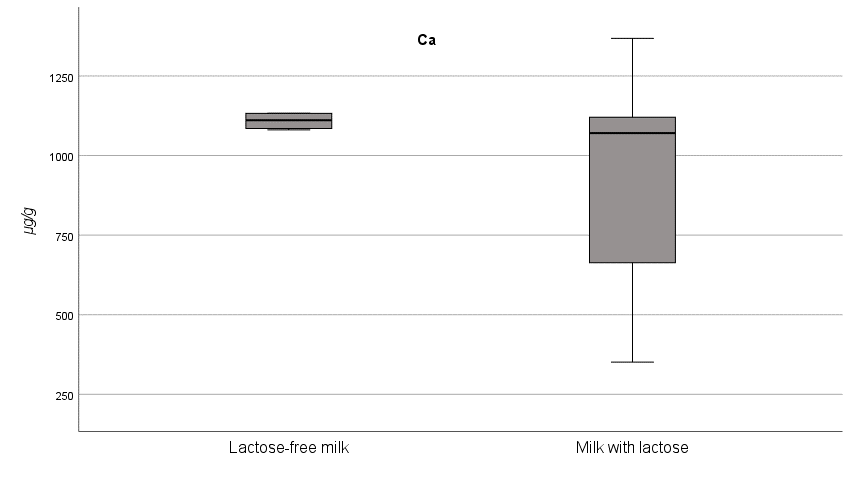 Ca
1250
1000
750
500
250
µg/g
Lactose-free milk
Milk with lactose